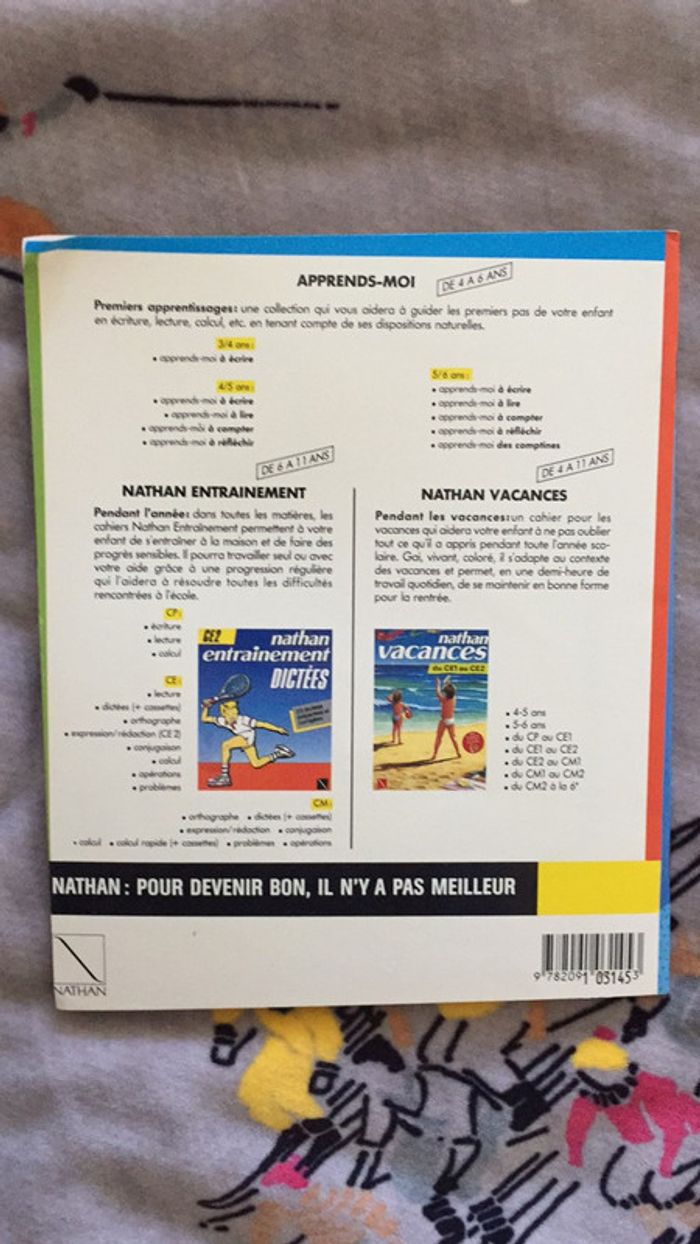 APPRENDS-MOI
DE 4 A 6 ANS
Premiers apprentissages: une collection qui vous aidera à guider les premiers pas de votre enfant
en écriture, lecture, calcul, etc. en tenant compte de ses dispositions naturelles.
3/4 ans:
• apprends-moi à écrire
4/5 ans:
• apprends-moi à écrire
• apprends-moi à lire
• apprends-moi à compter
• apprends-moi à réfléchir
5/6 ans:
• apprends-moi à écrire
• apprends-moi à lire
• apprends-moi à compter
• apprends-moi à réfléchir
• apprends-moi des comptines
DE 6 A 11 ANS
NATHAN ENTRAINEMENT
Pendant l'année: dans toutes les matières, les
cahiers Nathan Entraînement permettent à votre
enfant de s'entraîner à la maison et de faire des
progrès sensibles. Il pourra travailler seul ou avec
votre aide grâce à une progression régulière
qui l'aidera à résoudre toutes les difficultés
rencontrées à l'école.
CP:
• écriture
• lecture
• calcul
CE:
• lecture
• dictées (+ cassettes)
• orthographe
• expression/rédaction (CE 2)
• conjugaison
• calcul
• opérations
• problèmes
CE2
nathan
entrainement
DICTÉES
CM:
• orthographe • dictées (+ cassettes)
• expression/rédaction • conjugaison
• calcul • calcul rapide (+ cassettes) • problèmes • opérations
DE 4 A 11 ANS
NATHAN VACANCES
Pendant les vacances:un cahier pour les
vacances qui aidera votre enfant à ne pas oublier
tout ce qu'il a appris pendant toute l'année sco-
laire. Gai, vivant, coloré, il s'adapte au contexte
des vacances et permet, en une demi-heure de
travail quotidien, de se maintenir en bonne forme
pour la rentrée.
nathan
vacances
du CE1 au CE2
• 4-5 ans
• 5-6 ans
• du CP au CE1
• du CE1 au CE2
• du CE2 au CM1
• du CM1 au CM2
• du CM2 à la 6e
NATHAN: POUR DEVENIR BON, IL N'Y A PAS MEILLEUR
NATHAN
9 782091 031453